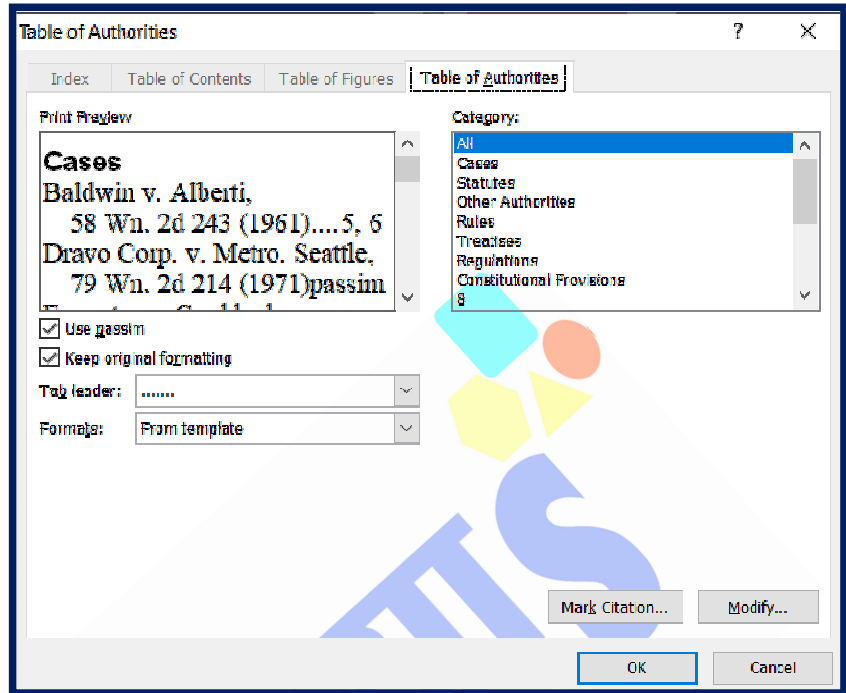 Table of Authorities ?
Index Table of Contents Table of Figures Table of Authorities
Print Preview
Cases
Baldwin v. Alberti,
58 Wn. 2d 243 (1961)....5, 6
Dravo Corp. v. Metro. Seattle,
79 Wn. 2d 214 (1971)passim
Category:
All
Cases
Statutes
Other Authorities
Rules
Treatises
Regulations
Constitutional Provisions
8
Use passim
Keep original formatting
Tab leader: .......
Formats: From template
Mark Citation... Modify...
OK Cancel